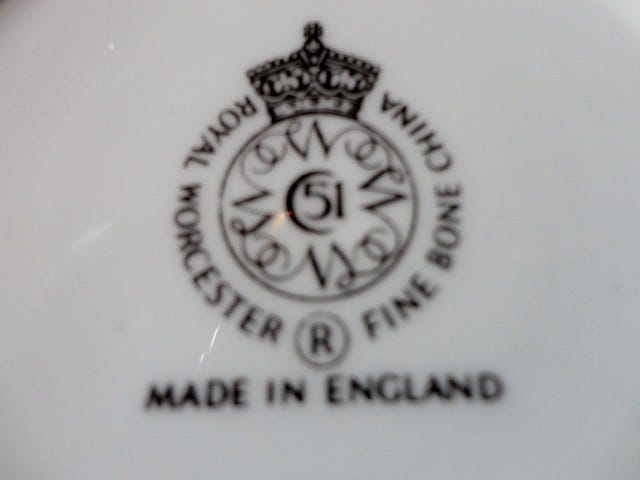 ROYAL WORCESTER FINE BONE CHINA
51
R
MADE IN ENGLAND